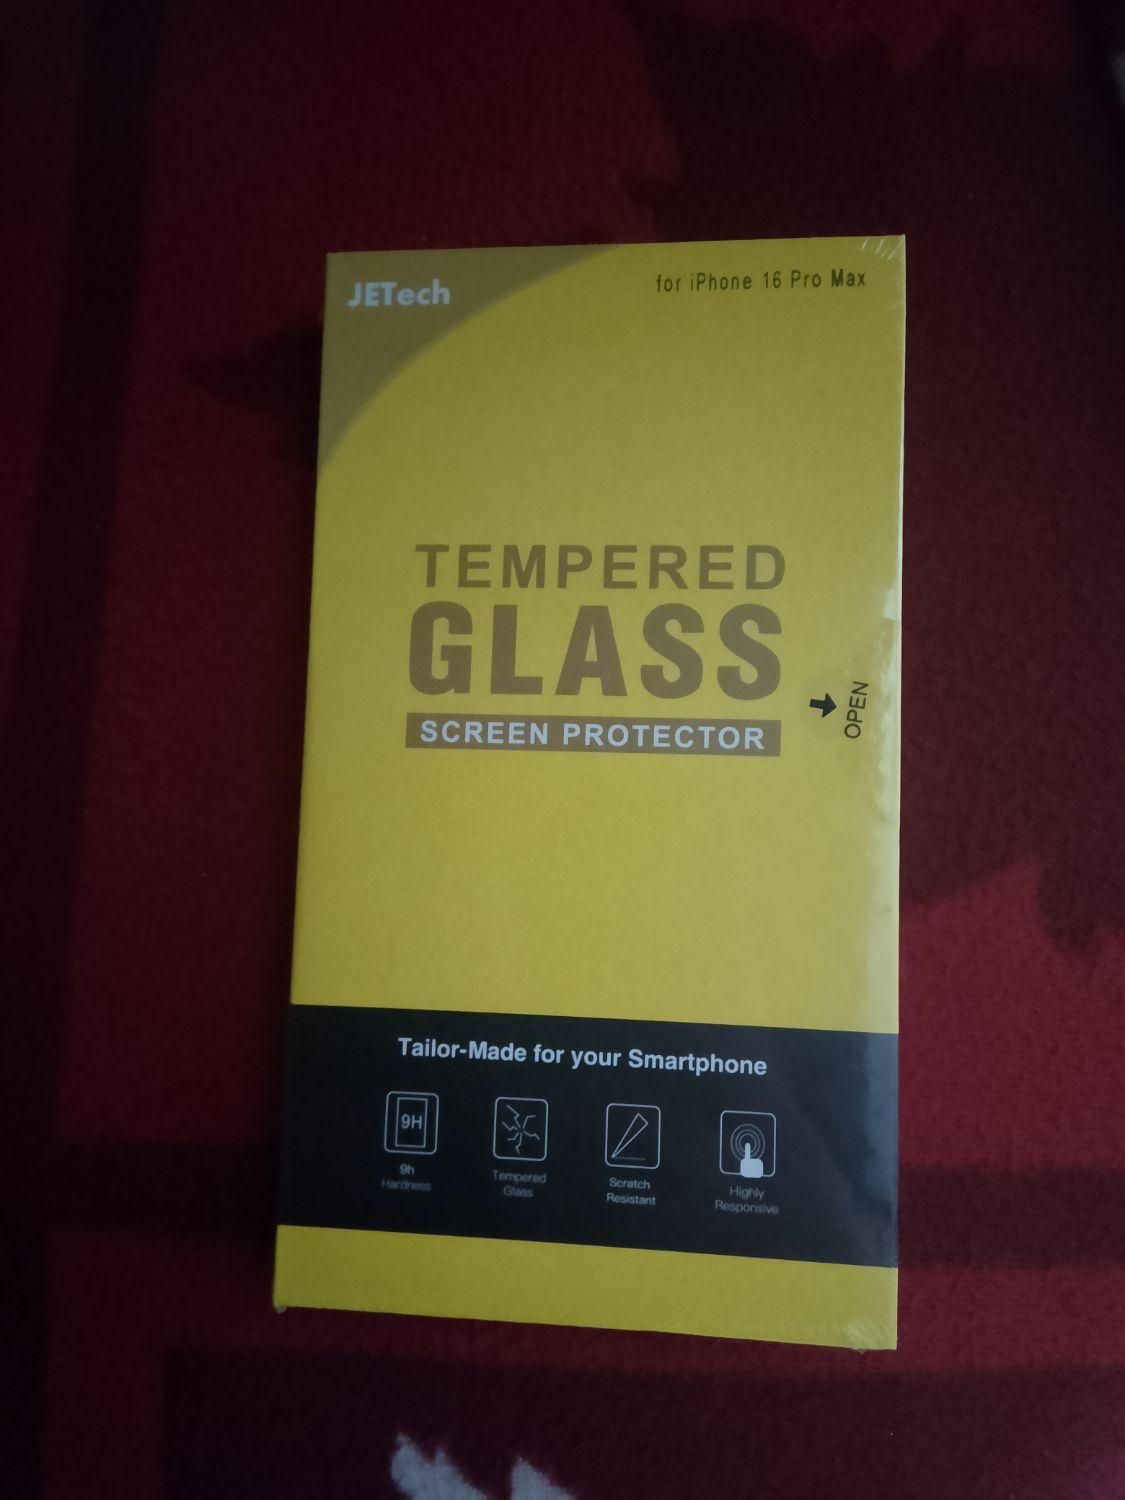 JETech
for iPhone 16 Pro Max
TEMPERED
GLASS
SCREEN PROTECTOR
OPEN
Tailor-Made for your Smartphone
9H
9h
Hardness
Tempered
Glass
Scratch
Resistant
Highly
Responsive